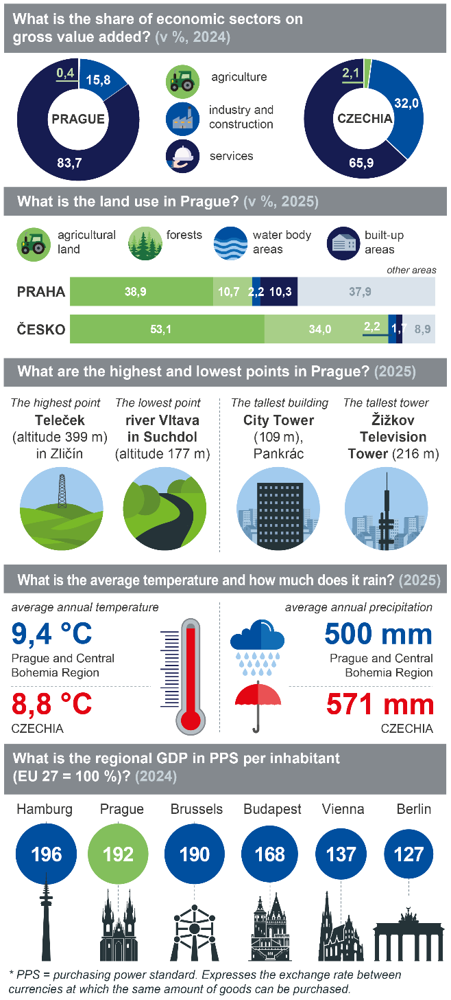 What is the share of economic sectors on
gross value added? (v %, 2024)
0,4
15,8
PRAGUE
83,7
agriculture
industry and
construction
services
2,1
32,0
CZECHIA
65,9
What is the land use in Prague? (v %, 2025)
agricultural
land
forests
water body
areas
built-up
areas
other areas
PRAHA 38,9 10,7 2,2 10,3 37,9
ČESKO 53,1 34,0 2,2 1,7 8,9
What are the highest and lowest points in Prague? (2025)
The highest point
Teleček
(altitude 399 m)
in Zličín
The lowest point
river Vltava
in Suchdol
(altitude 177 m)
The tallest building
City Tower
(109 m),
Pankrác
The tallest tower
Žižkov
Television
Tower (216 m)
What is the average temperature and how much does it rain? (2025)
average annual temperature
9,4 °C
Prague and Central
Bohemia Region
8,8 °C
CZECHIA
average annual precipitation
500 mm
Prague and Central
Bohemia Region
571 mm
CZECHIA
What is the regional GDP in PPS per inhabitant
(EU 27 = 100 %)? (2024)
Hamburg Prague Brussels Budapest Vienna Berlin
196 192 190 168 137 127
* PPS = purchasing power standard. Expresses the exchange rate between
currencies at which the same amount of goods can be purchased.